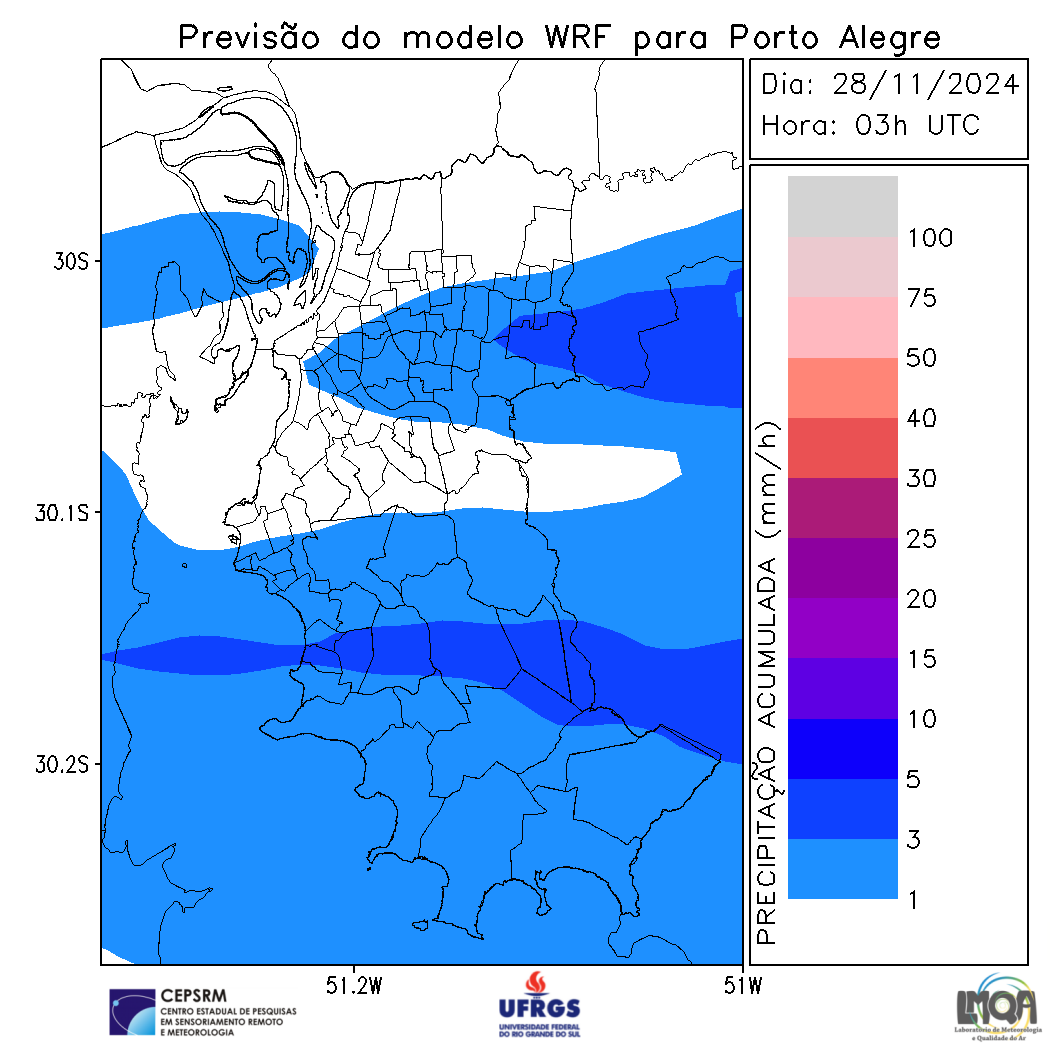 Previsão do modelo WRF para Porto Alegre
Dia: 28/11/2024
Hora: 03h UTC
30S
30.1S
30.2S
51.2W
51W
PRECIPITAÇÃO ACUMULADA (mm/h)
100
75
50
40
30
25
20
15
10
5
3
1
CEPSRM
CENTRO ESTADUAL DE PESQUISAS
EM SENSORIAMENTO REMOTO
E METEOROLOGIA
UFRGS
UNIVERSIDADE FEDERAL
DO RIO GRANDE DO SUL
LMQA
Laboratório de Meteorologia
e Qualidade do Ar